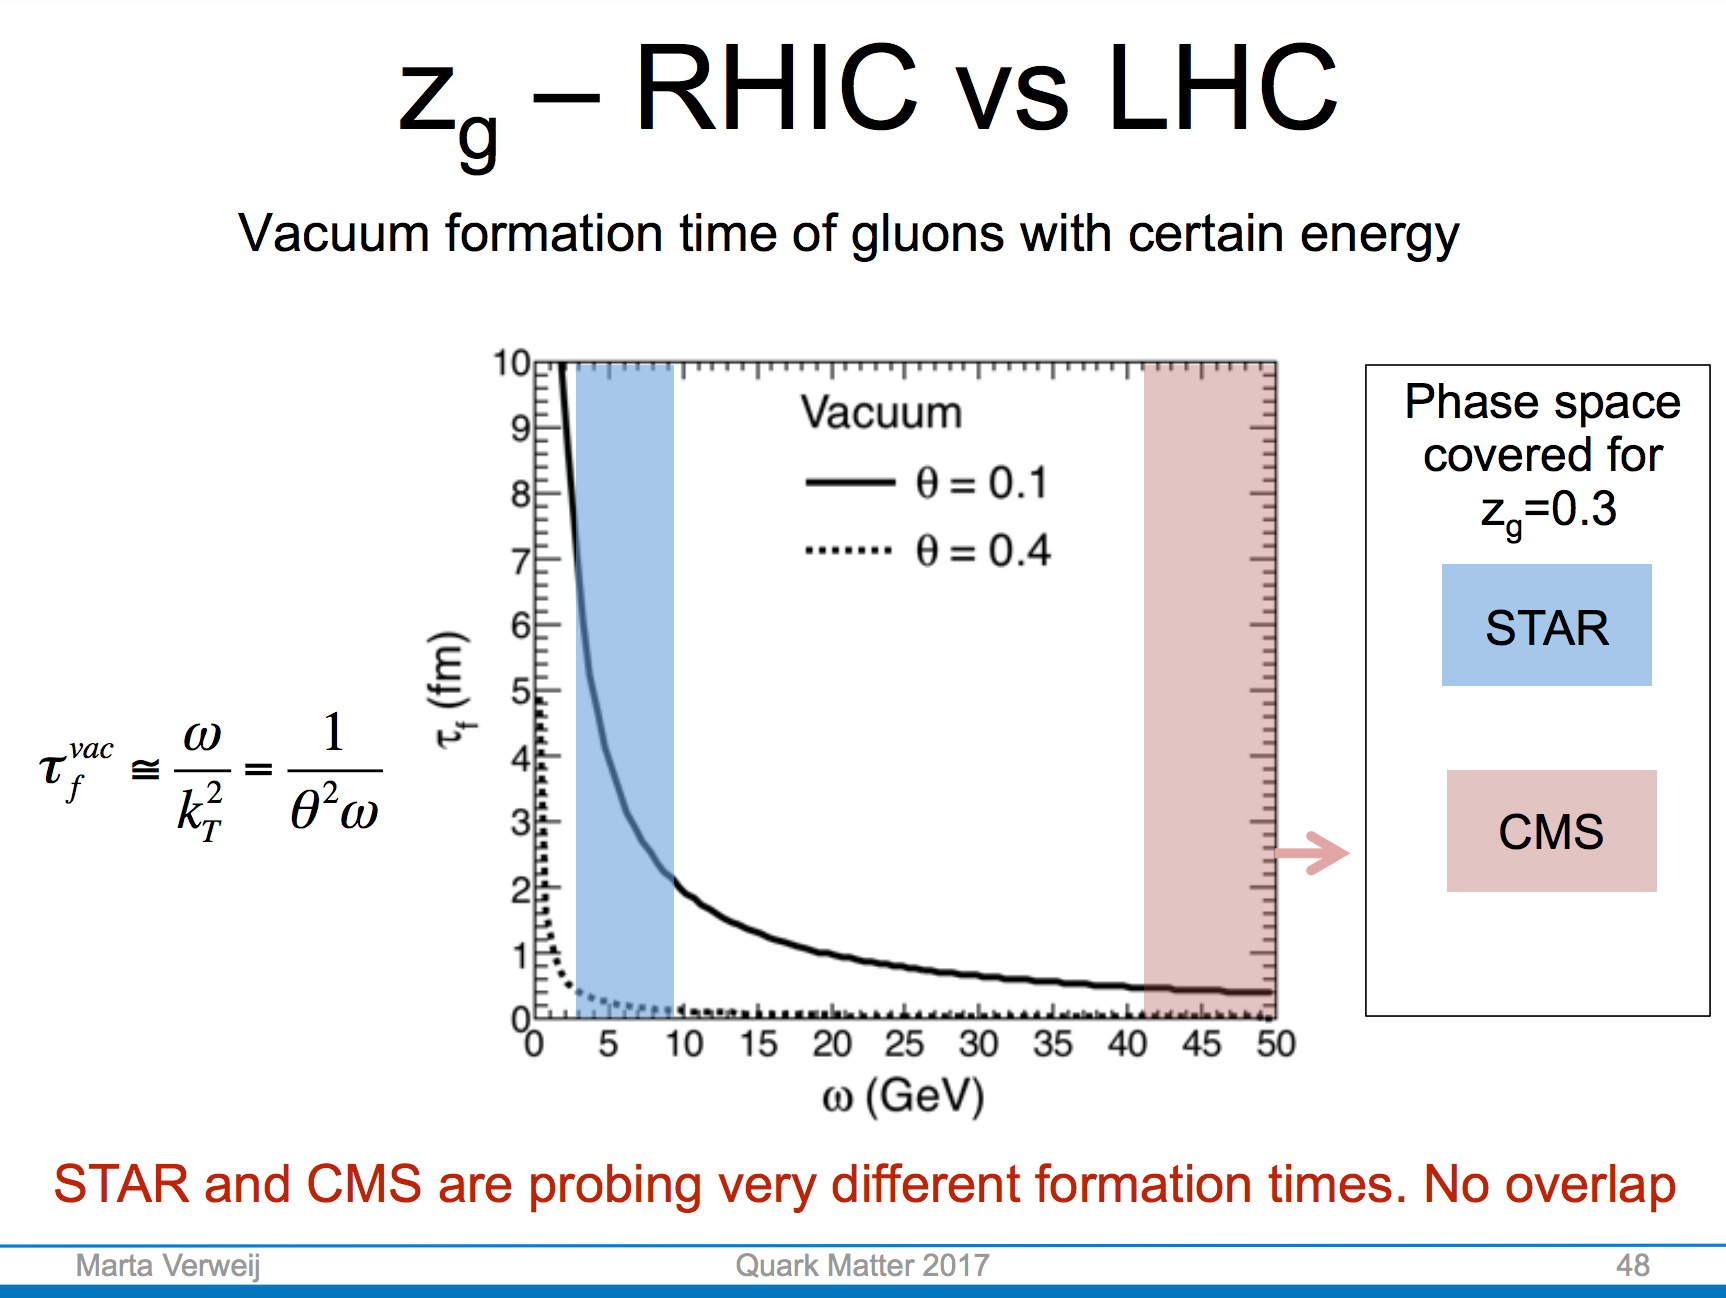 zg – RHIC vs LHC
Vacuum formation time of gluons with certain energy
τf^vac ≅ ω/kT² = 1/(θ²ω)
τf (fm)
10
9
8
7
6
5
4
3
2
1
0
Vacuum
θ = 0.1
θ = 0.4
0 5 10 15 20 25 30 35 40 45 50
ω (GeV)
Phase space
covered for
zg=0.3
STAR
CMS
STAR and CMS are probing very different formation times. No overlap
Marta Verweij
Quark Matter 2017
48